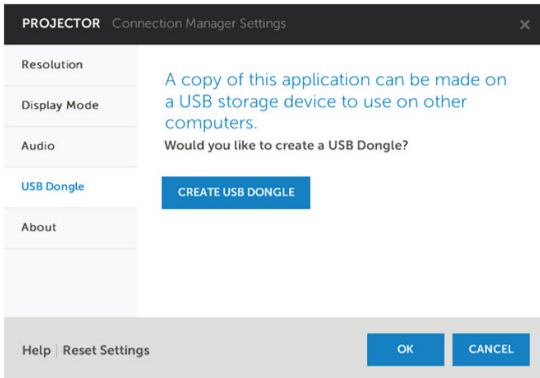 PROJECTOR Connection Manager Settings
Resolution
Display Mode
Audio
USB Dongle
About
A copy of this application can be made on
a USB storage device to use on other
computers.
Would you like to create a USB Dongle?
CREATE USB DONGLE
Help | Reset Settings
OK
CANCEL